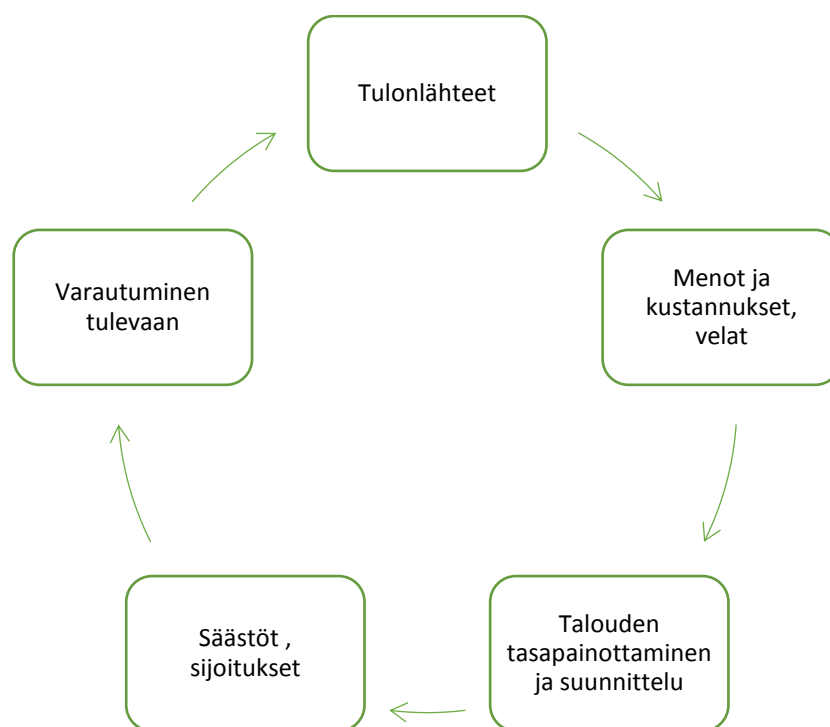 Tulonlähteet
Menot ja
kustannukset,
velat
Talouden
tasapainottaminen
ja suunnittelu
Säästöt ,
sijoitukset
Varautuminen
tulevaan